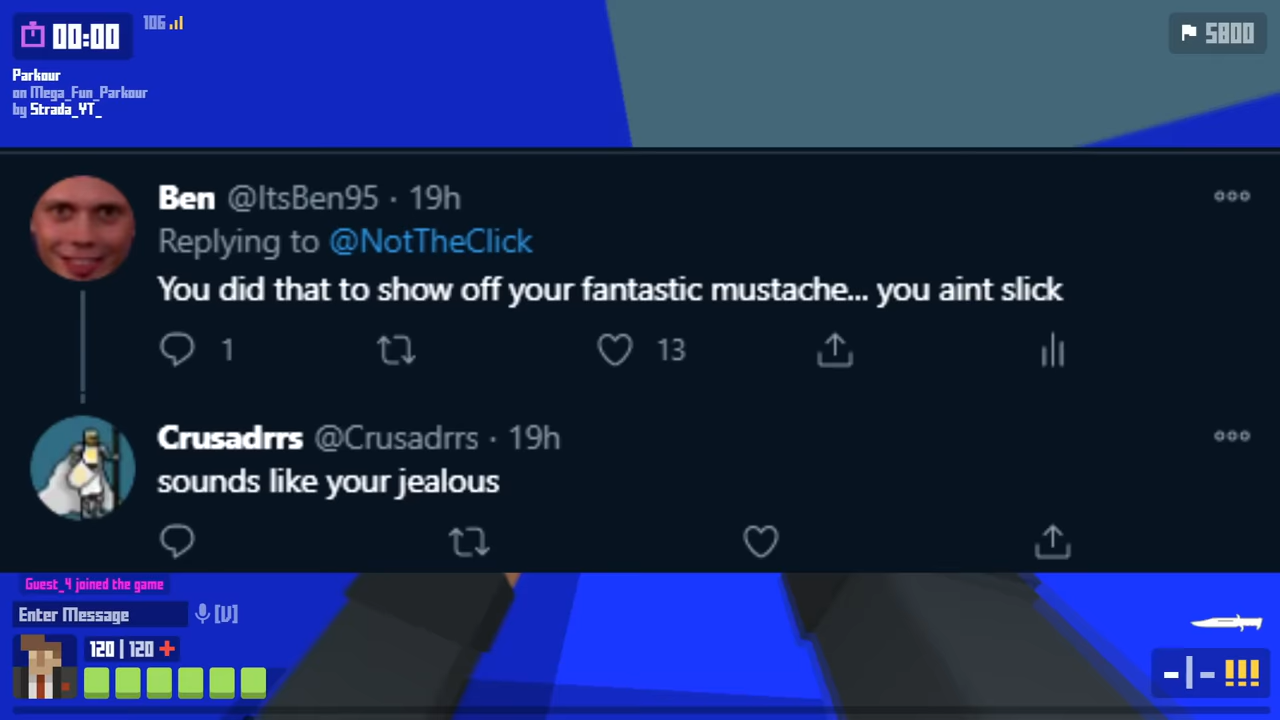 00:00
106
5800
Parkour
on Mega_Fun_Parkour
by Strada_YT_
Ben @ItsBen95 · 19h
Replying to @NotTheClick
You did that to show off your fantastic mustache... you aint slick
1
13
Crusadrrs @Crusadrrs · 19h
sounds like your jealous
Guest_4 joined the game
Enter Message [V]
120|120
-|- !!!